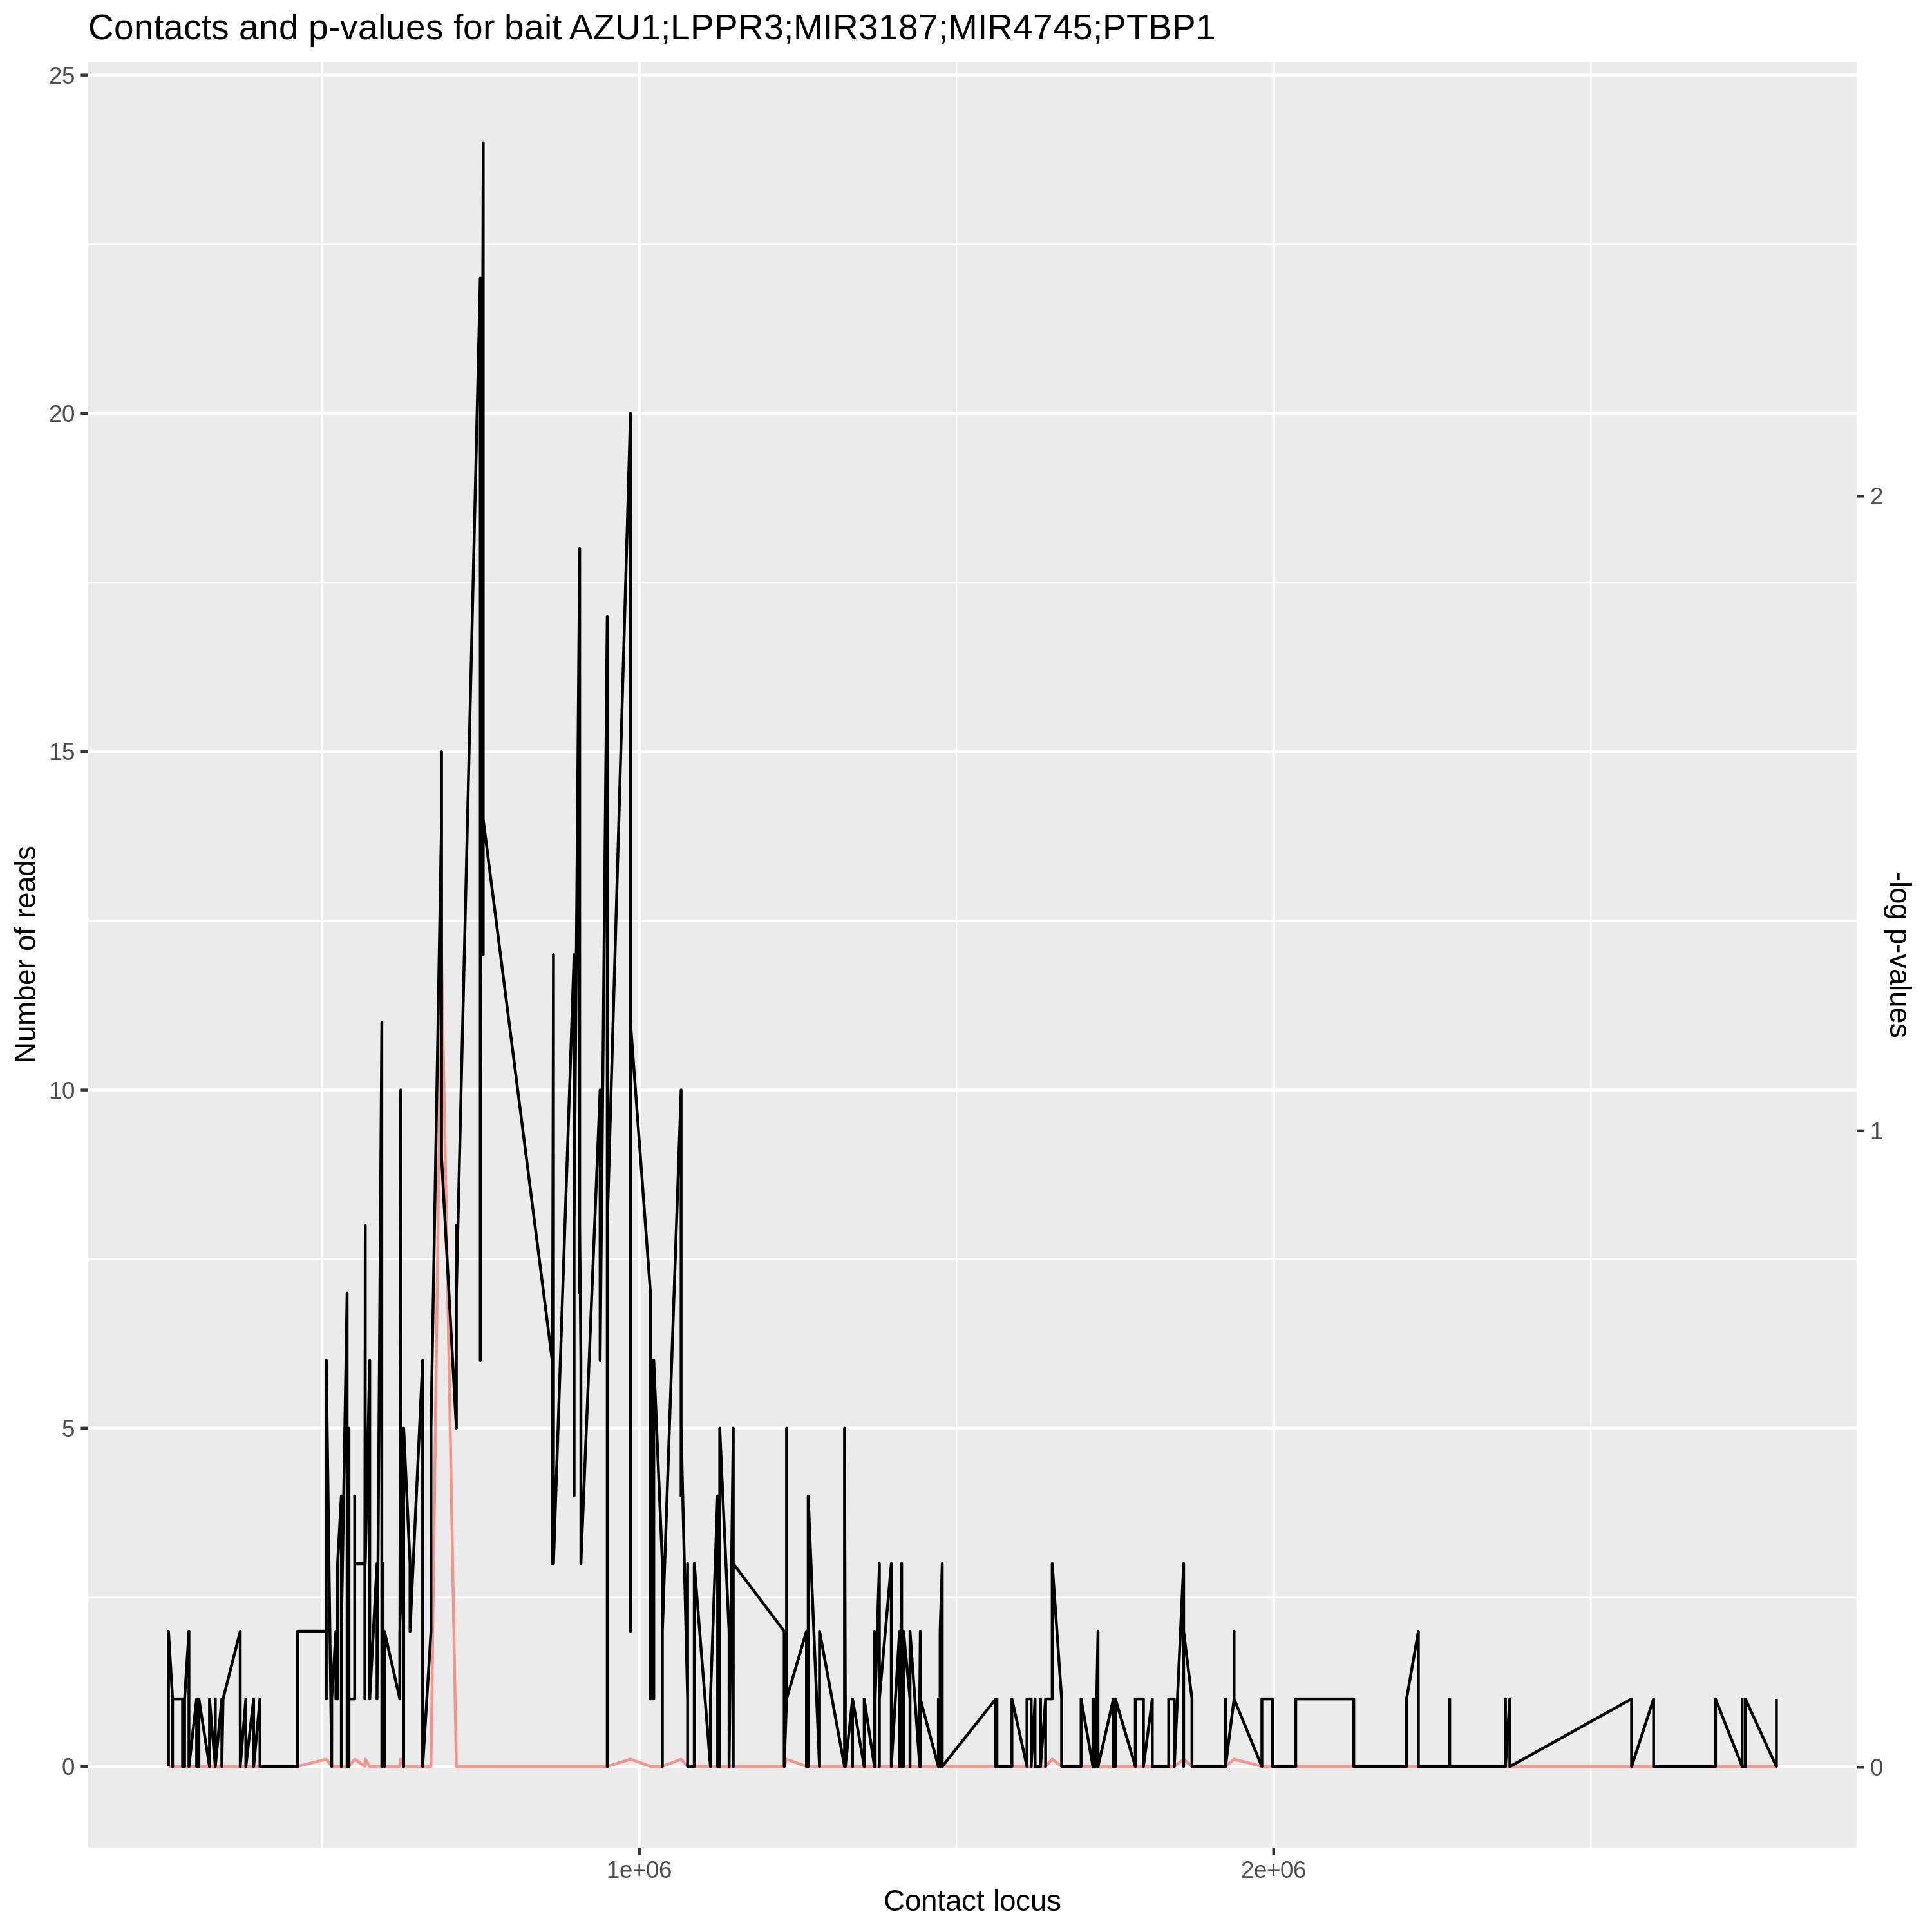 Contacts and p-values for bait AZU1;LPPR3;MIR3187;MIR4745;PTBP1
25
20
15
10
5
0
Number of reads
2
1
0
-log p-values
1e+06
2e+06
Contact locus